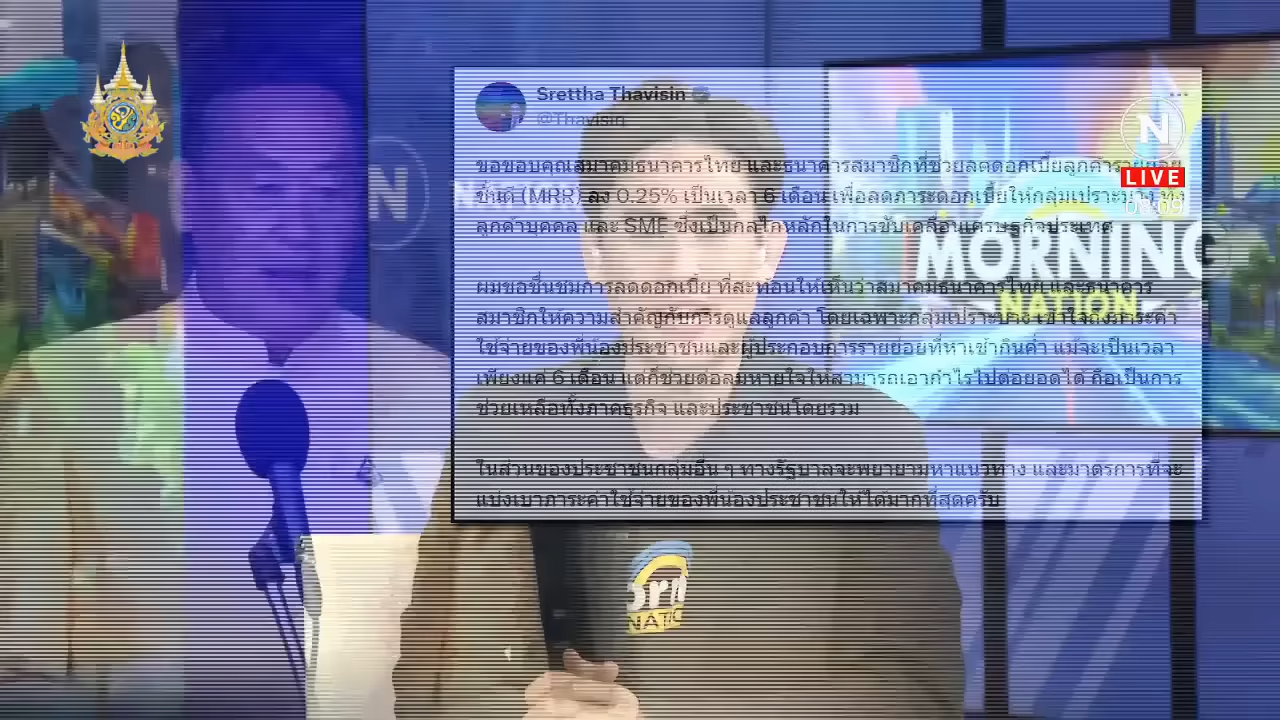 Srettha Thavisin
@Thavisin
ขอขอบคุณสมาคมธนาคารไทย และธนาคารสมาชิกที่ช่วยลดดอกเบี้ยลูกค้ารายย่อย
ชั้นดี (MRR) ลง 0.25% เป็นเวลา 6 เดือน เพื่อลดภาระดอกเบี้ยให้กลุ่มเปราะบาง ทั้ง
ลูกค้าบุคคล และ SME ซึ่งเป็นกลไกหลักในการขับเคลื่อนเศรษฐกิจประเทศ
ผมขอชื่นชมการลดดอกเบี้ย ที่สะท้อนให้เห็นว่าสมาคมธนาคารไทย และธนาคาร
สมาชิกให้ความสำคัญกับการดูแลลูกค้า โดยเฉพาะกลุ่มเปราะบาง เข้าใจถึงภาระค่า
ใช้จ่ายของพี่น้องประชาชนและผู้ประกอบการรายย่อยที่หาเช้ากินค่ำ แม้จะเป็นเวลา
เพียงแค่ 6 เดือน แต่ก็ช่วยต่อลมหายใจให้สามารถเอากำไรไปต่อยอดได้ ถือเป็นการ
ช่วยเหลือทั้งภาคธุรกิจ และประชาชนโดยรวม
ในส่วนของประชาชนกลุ่มอื่น ๆ ทางรัฐบาลจะพยายามหาแนวทาง และมาตรการที่จะ
แบ่งเบาภาระค่าใช้จ่ายของพี่น้องประชาชนให้ได้มากที่สุดครับ
N
N
LIVE
MORNING
NATION
NATIO